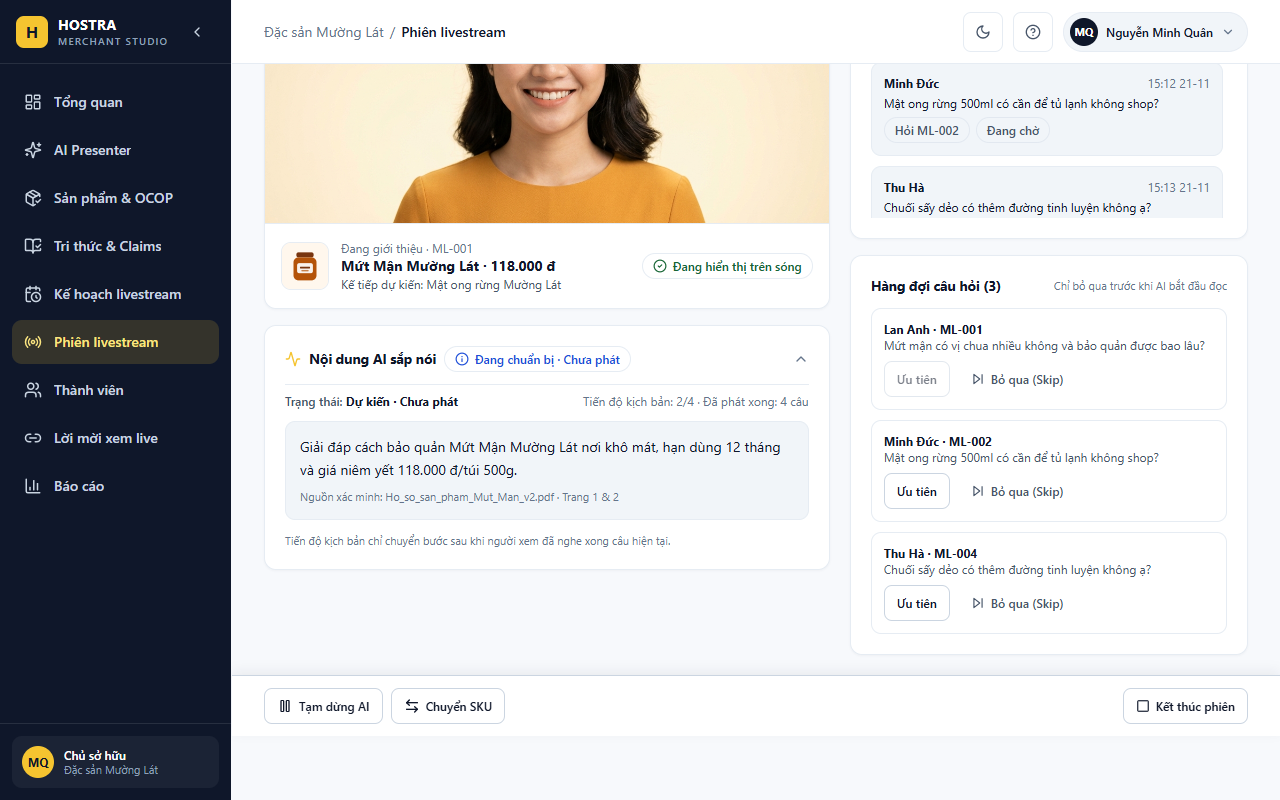 H
HOSTRA
MERCHANT STUDIO
Tổng quan
AI Presenter
Sản phẩm & OCOP
Tri thức & Claims
Kế hoạch livestream
Phiên livestream
Thành viên
Lời mời xem live
Báo cáo
MQ
Chủ sở hữu
Đặc sản Mường Lát
Đặc sản Mường Lát / Phiên livestream
MQ Nguyễn Minh Quân
Đang giới thiệu · ML-001
Mứt Mận Mường Lát · 118.000 đ
Kế tiếp dự kiến: Mật ong rừng Mường Lát
Đang hiển thị trên sóng
Nội dung AI sắp nói
Đang chuẩn bị · Chưa phát
Trạng thái: Dự kiến · Chưa phát
Tiến độ kịch bản: 2/4 · Đã phát xong: 4 câu
Giải đáp cách bảo quản Mứt Mận Mường Lát nơi khô mát, hạn dùng 12 tháng
và giá niêm yết 118.000 đ/túi 500g.
Nguồn xác minh: Ho_so_san_pham_Mut_Man_v2.pdf · Trang 1 & 2
Tiến độ kịch bản chỉ chuyển bước sau khi người xem đã nghe xong câu hiện tại.
Minh Đức 15:12 21-11
Mật ong rừng 500ml có cần để tủ lạnh không shop?
Hỏi ML-002 Đang chờ
Thu Hà 15:13 21-11
Chuối sấy dẻo có thêm đường tinh luyện không ạ?
Hàng đợi câu hỏi (3) Chỉ bỏ qua trước khi AI bắt đầu đọc
Lan Anh · ML-001
Mứt mận có vị chua nhiều không và bảo quản được bao lâu?
Ưu tiên Bỏ qua (Skip)
Minh Đức · ML-002
Mật ong rừng 500ml có cần để tủ lạnh không shop?
Ưu tiên Bỏ qua (Skip)
Thu Hà · ML-004
Chuối sấy dẻo có thêm đường tinh luyện không ạ?
Ưu tiên Bỏ qua (Skip)
Tạm dừng AI
Chuyển SKU
Kết thúc phiên